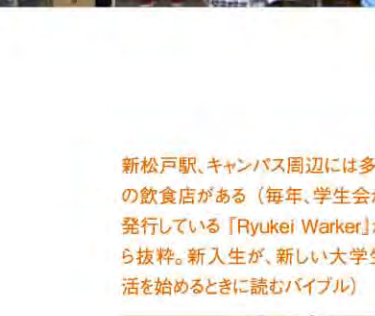 新松戸駅、キャンパス周辺には多
の飲食店がある（毎年、学生会が
発行している『Ryukei Warker』か
ら抜粋。新入生が、新しい大学生
活を始めるときに読むバイブル）